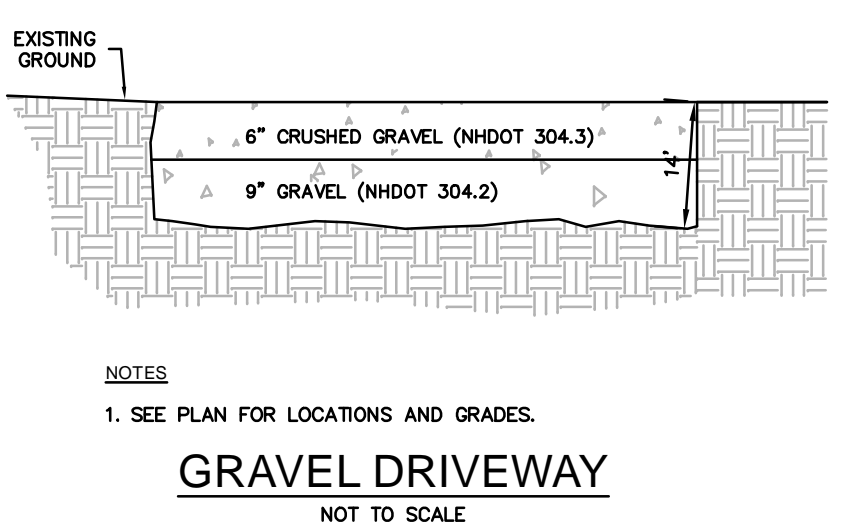 EXISTING
GROUND
6" CRUSHED GRAVEL (NHDOT 304.3)
14'
9" GRAVEL (NHDOT 304.2)
NOTES
1. SEE PLAN FOR LOCATIONS AND GRADES.
GRAVEL DRIVEWAY
NOT TO SCALE